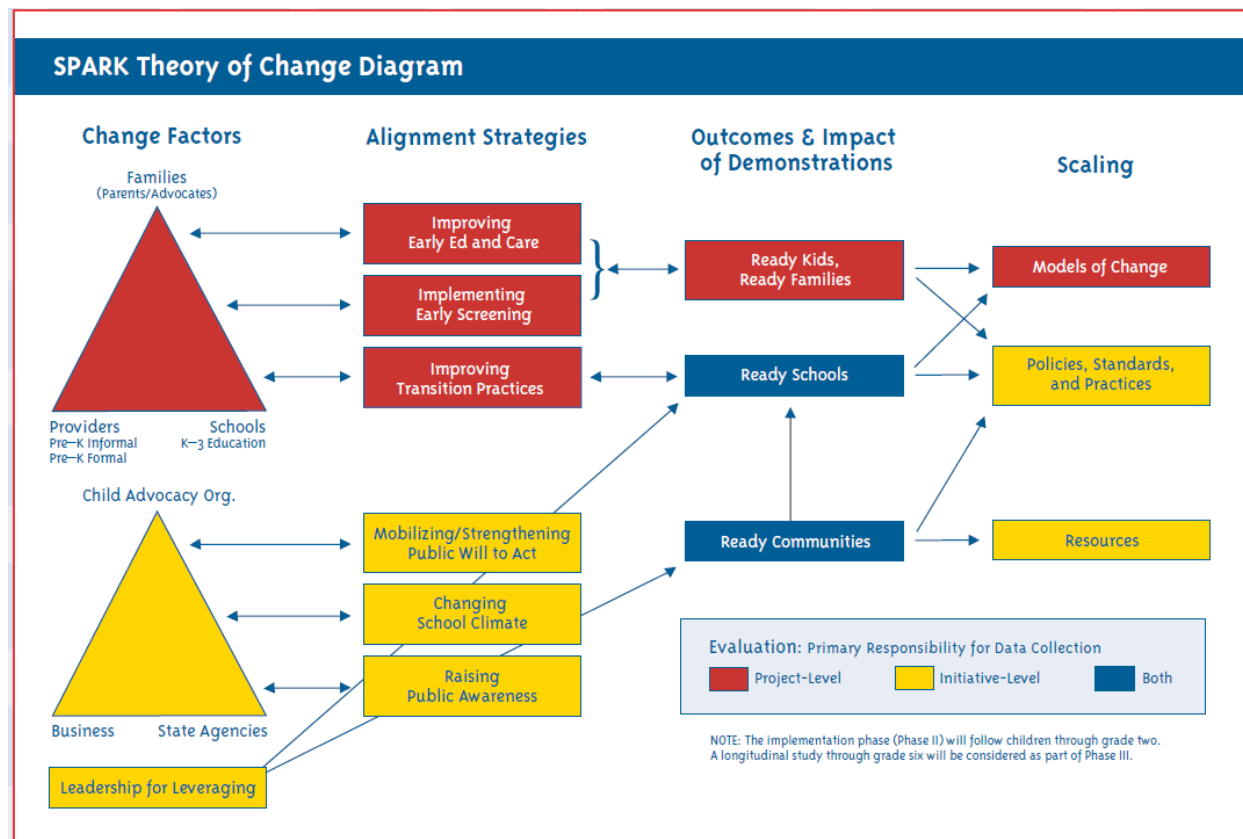 SPARK Theory of Change Diagram
Change Factors
Alignment Strategies
Outcomes & Impact
of Demonstrations
Scaling
Families
(Parents/Advocates)
Providers
Pre–K Informal
Pre–K Formal
Schools
K–3 Education
Improving
Early Ed and Care
Implementing
Early Screening
Improving
Transition Practices
Ready Kids,
Ready Families
Ready Schools
Models of Change
Policies, Standards,
and Practices
Child Advocacy Org.
Business
State Agencies
Leadership for Leveraging
Mobilizing/Strengthening
Public Will to Act
Changing
School Climate
Raising
Public Awareness
Ready Communities
Resources
Evaluation: Primary Responsibility for Data Collection
Project-Level
Initiative-Level
Both
NOTE: The implementation phase (Phase II) will follow children through grade two.
A longitudinal study through grade six will be considered as part of Phase III.